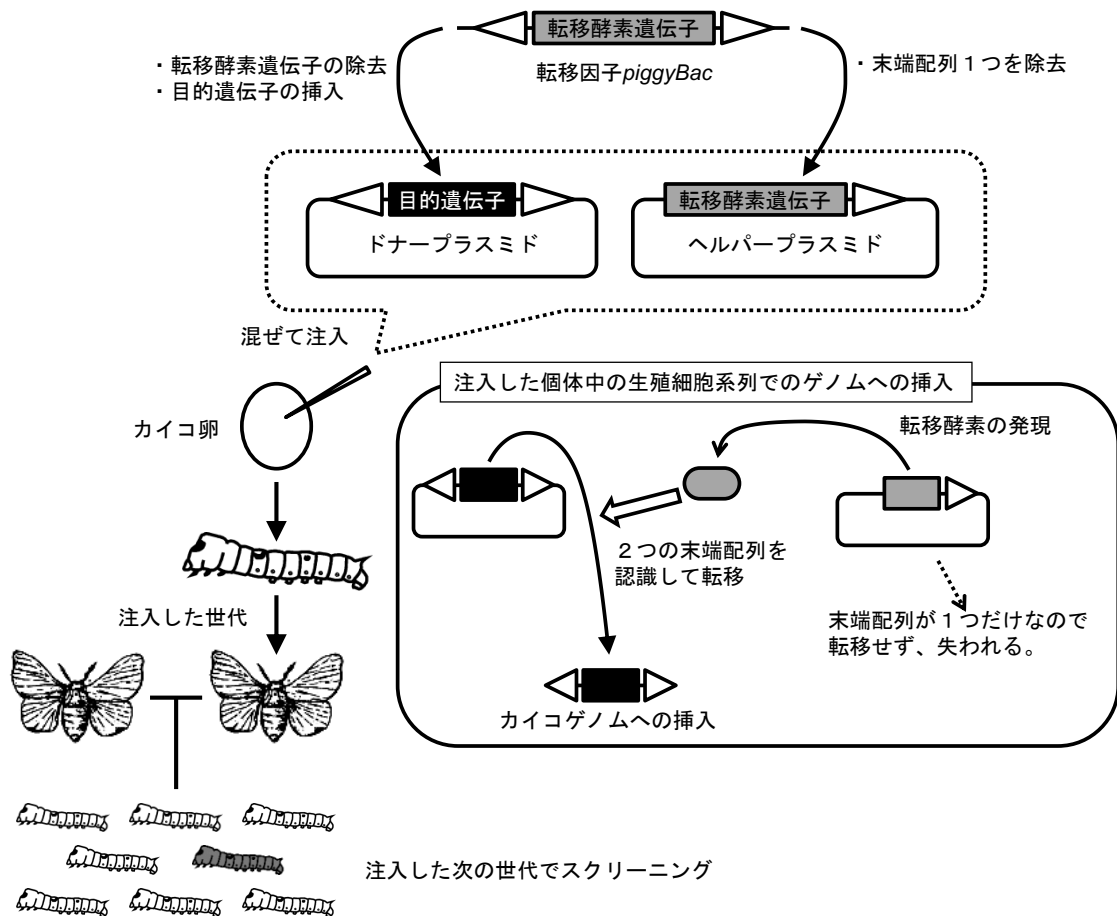 転移酵素遺伝子
転移因子piggyBac
・転移酵素遺伝子の除去
・目的遺伝子の挿入
・末端配列１つを除去
目的遺伝子
ドナープラスミド
転移酵素遺伝子
ヘルパープラスミド
混ぜて注入
カイコ卵
注入した世代
注入した個体中の生殖細胞系列でのゲノムへの挿入
転移酵素の発現
２つの末端配列を
認識して転移
末端配列が１つだけなので
転移せず、失われる。
カイコゲノムへの挿入
注入した次の世代でスクリーニング